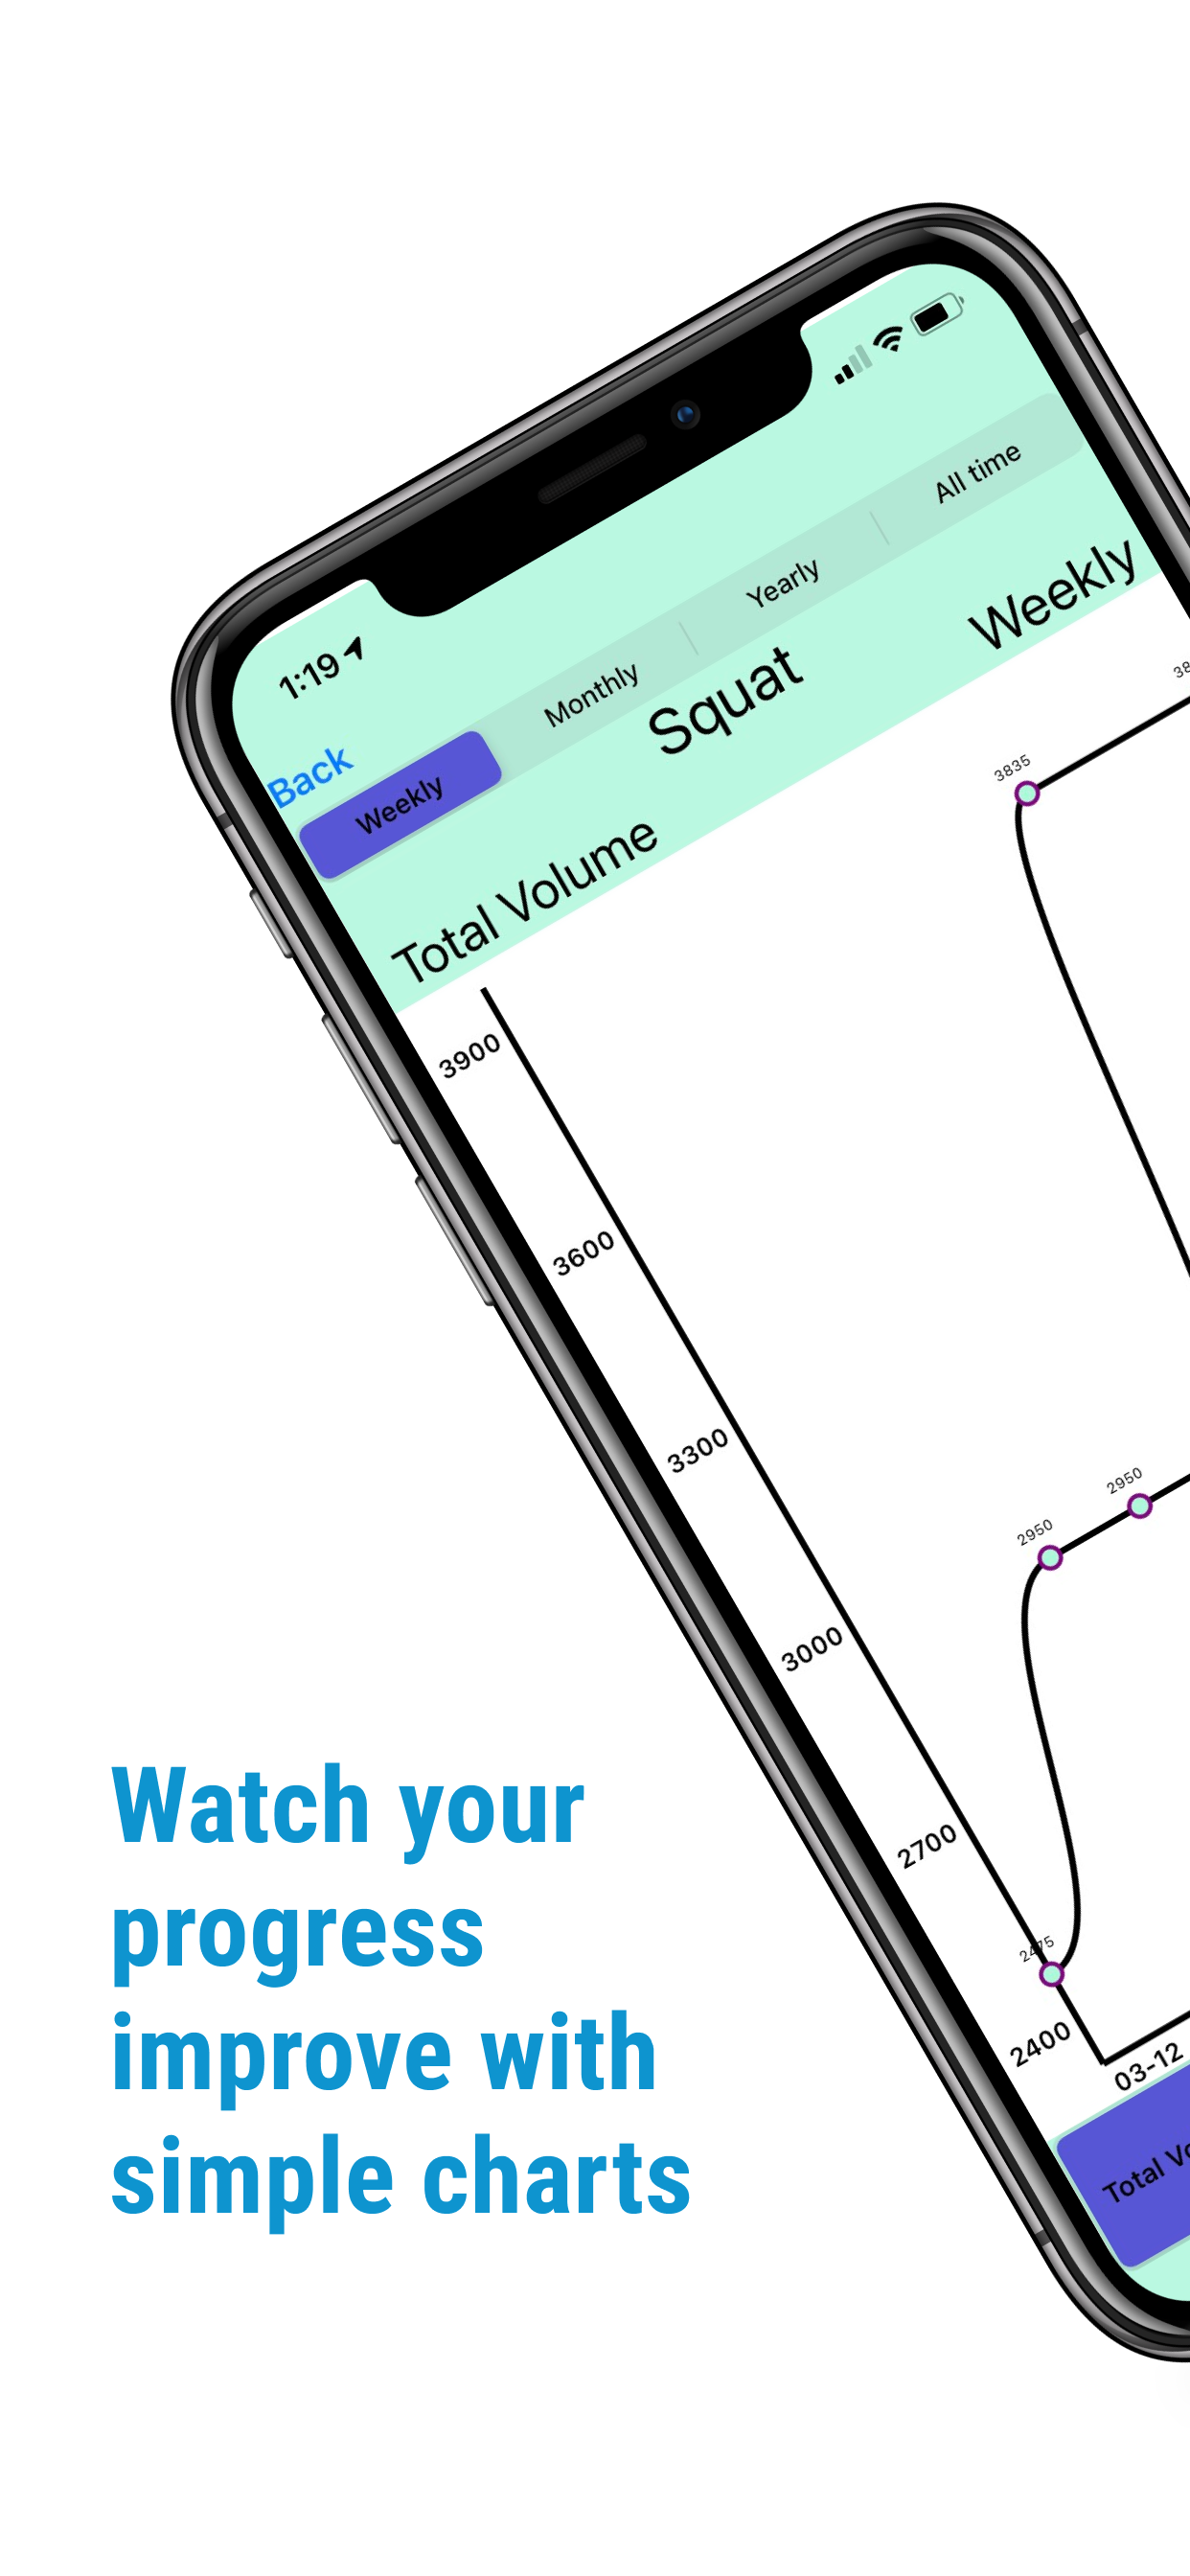 1:19
Back
Weekly
Monthly
Yearly
All time
Squat
Total Volume
Weekly
3900
3600
3300
3000
2700
2400
3835
2950
2950
2475
03-12
Total
Watch your
progress
improve with
simple charts